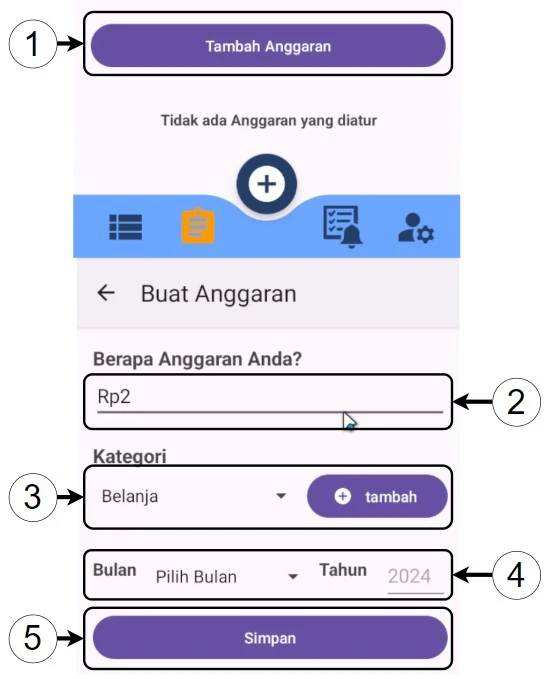 1
Tambah Anggaran
Tidak ada Anggaran yang diatur
Buat Anggaran
Berapa Anggaran Anda?
Rp2
2
Kategori
3
Belanja
tambah
Bulan
Pilih Bulan
Tahun
2024
4
5
Simpan